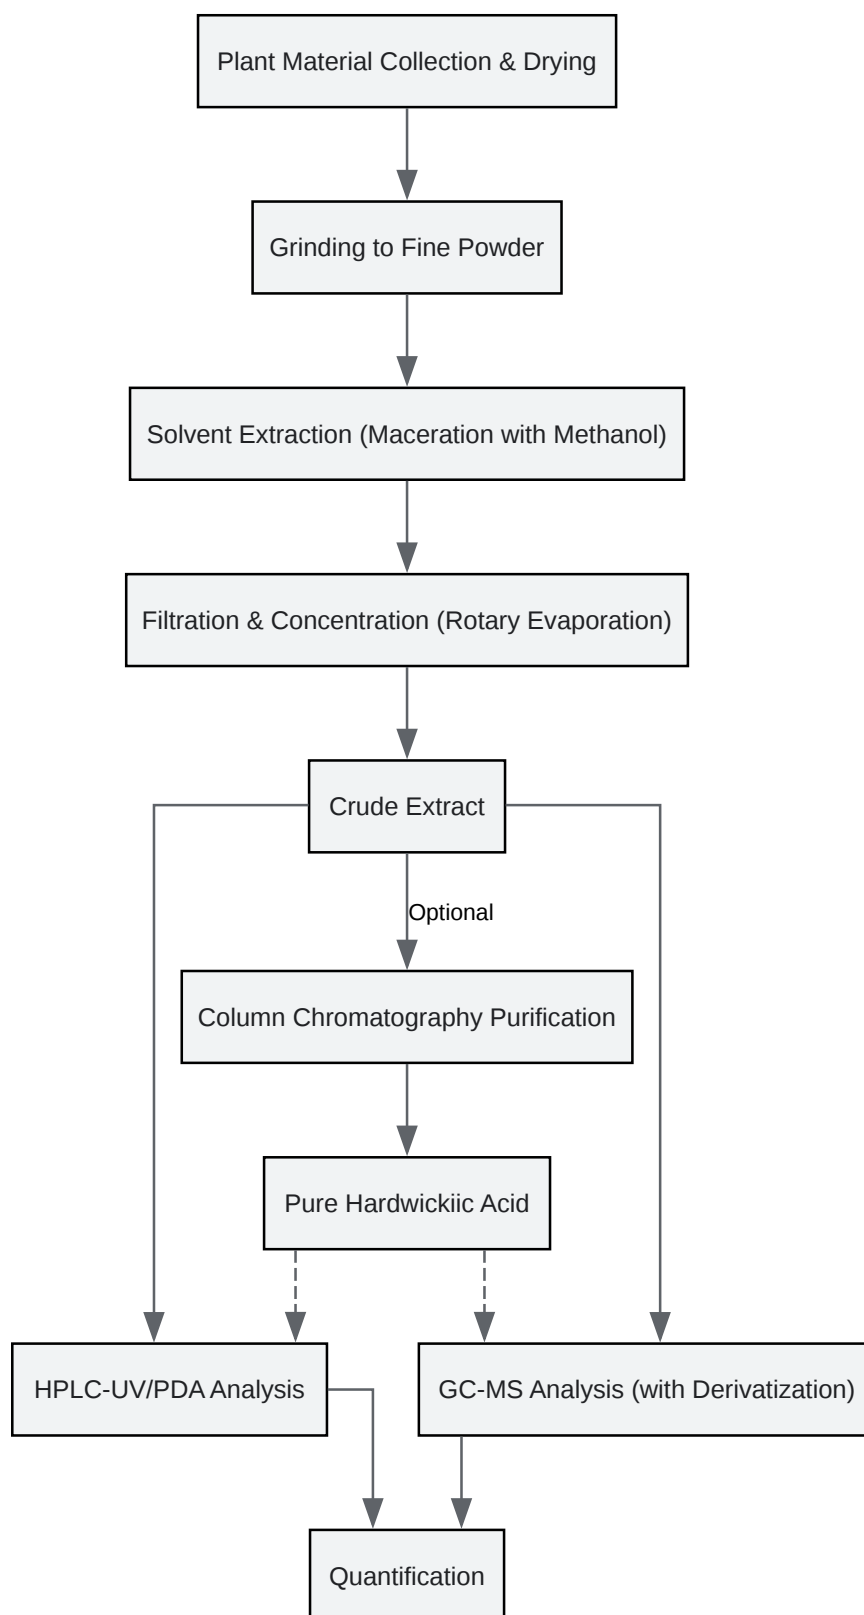 Plant Material Collection & Drying
Grinding to Fine Powder
Solvent Extraction (Maceration with Methanol)
Filtration & Concentration (Rotary Evaporation)
Crude Extract
Optional
Column Chromatography Purification
Pure Hardwickiic Acid
HPLC-UV/PDA Analysis
GC-MS Analysis (with Derivatization)
Quantification